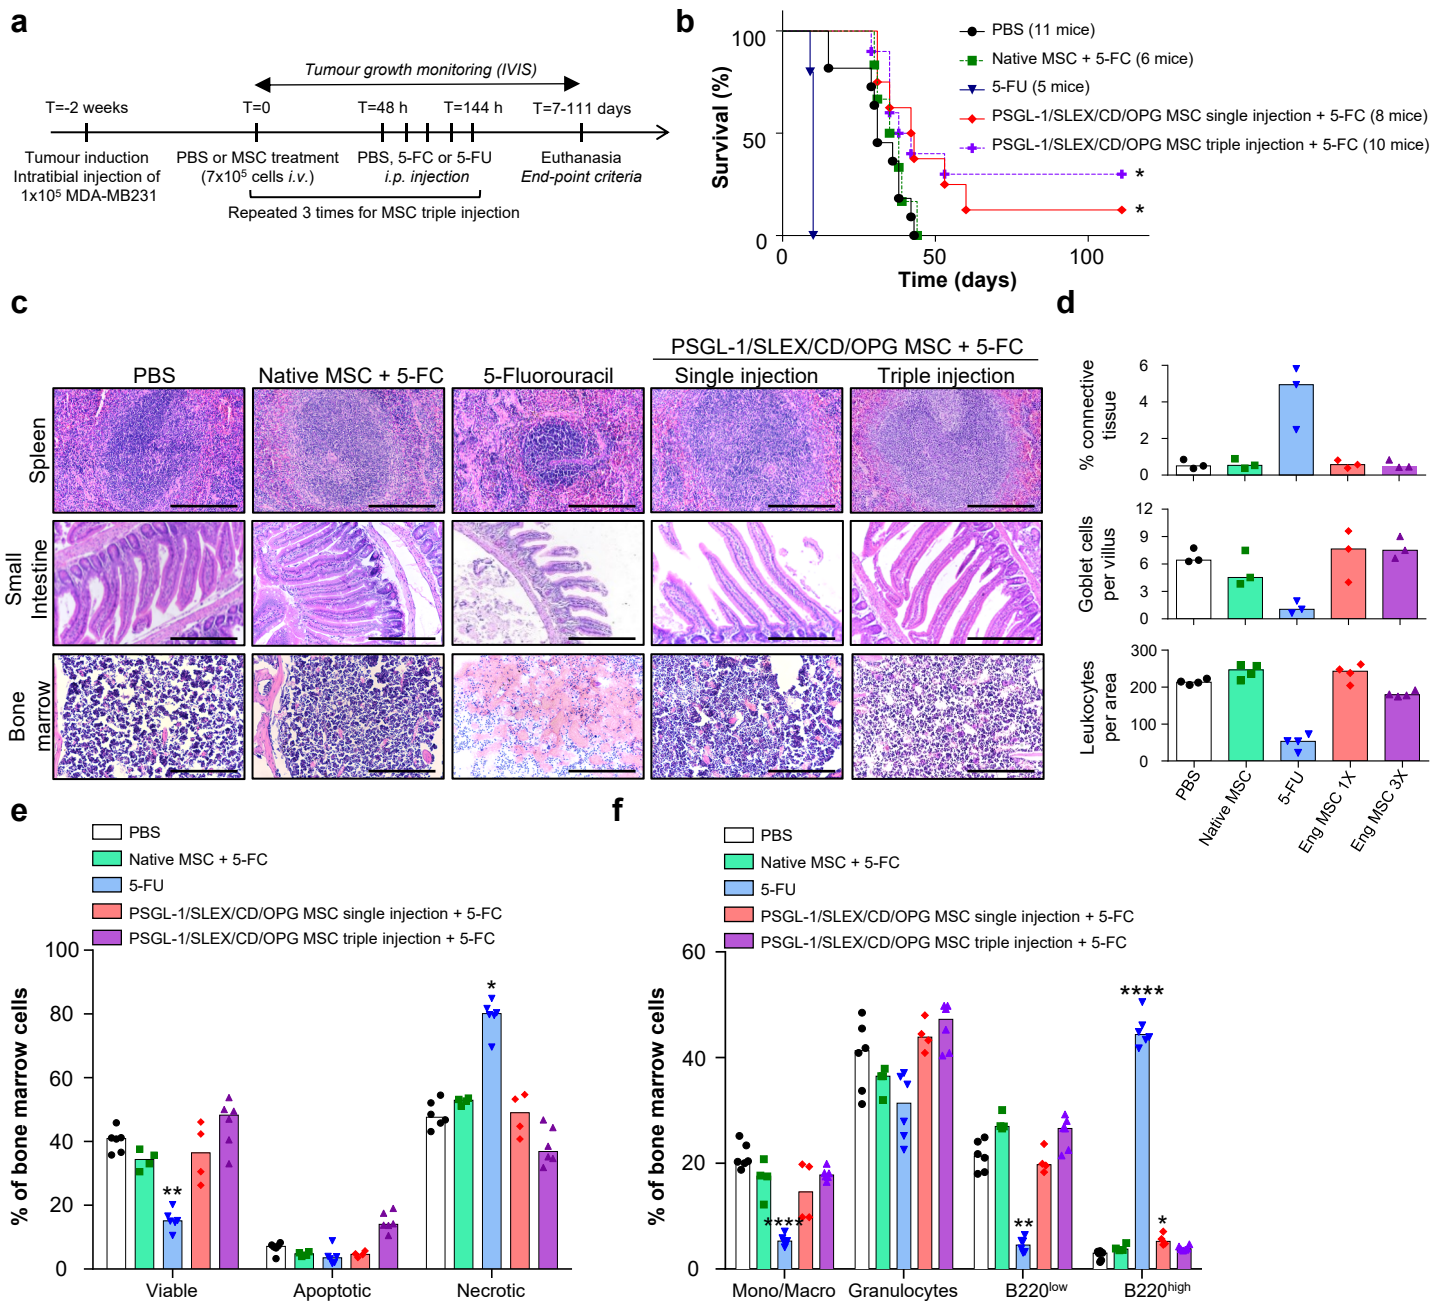 a
Tumour growth monitoring (IVIS)
T=-2 weeks
T=0
T=48 h
T=144 h
T=7-111 days
Tumour induction
Intratibial injection of
1x10⁵ MDA-MB231
PBS or MSC treatment
(7x10⁵ cells i.v.)
PBS, 5-FC or 5-FU
i.p. injection
Euthanasia
End-point criteria
Repeated 3 times for MSC triple injection
b
Survival (%)
100
50
0
0
50
100
Time (days)
PBS (11 mice)
Native MSC + 5-FC (6 mice)
5-FU (5 mice)
PSGL-1/SLEX/CD/OPG MSC single injection + 5-FC (8 mice)
PSGL-1/SLEX/CD/OPG MSC triple injection + 5-FC (10 mice)
*
*
c
PSGL-1/SLEX/CD/OPG MSC + 5-FC
PBS
Native MSC + 5-FC
5-Fluorouracil
Single injection
Triple injection
Spleen
Small
Intestine
Bone
marrow
d
% connective
tissue
6
4
2
0
Goblet cells
per villus
12
9
6
3
0
Leukocytes
per area
300
200
100
0
PBS
Native MSC
5-FU
Eng MSC 1X
Eng MSC 3X
e
PBS
Native MSC + 5-FC
5-FU
PSGL-1/SLEX/CD/OPG MSC single injection + 5-FC
PSGL-1/SLEX/CD/OPG MSC triple injection + 5-FC
% of bone marrow cells
100
80
60
40
20
0
**
*
Viable
Apoptotic
Necrotic
f
PBS
Native MSC + 5-FC
5-FU
PSGL-1/SLEX/CD/OPG MSC single injection + 5-FC
PSGL-1/SLEX/CD/OPG MSC triple injection + 5-FC
% of bone marrow cells
60
40
20
0
****
**
****
*
Mono/Macro
Granulocytes
B220ˡᵒʷ
B220ʰⁱᵍʰ